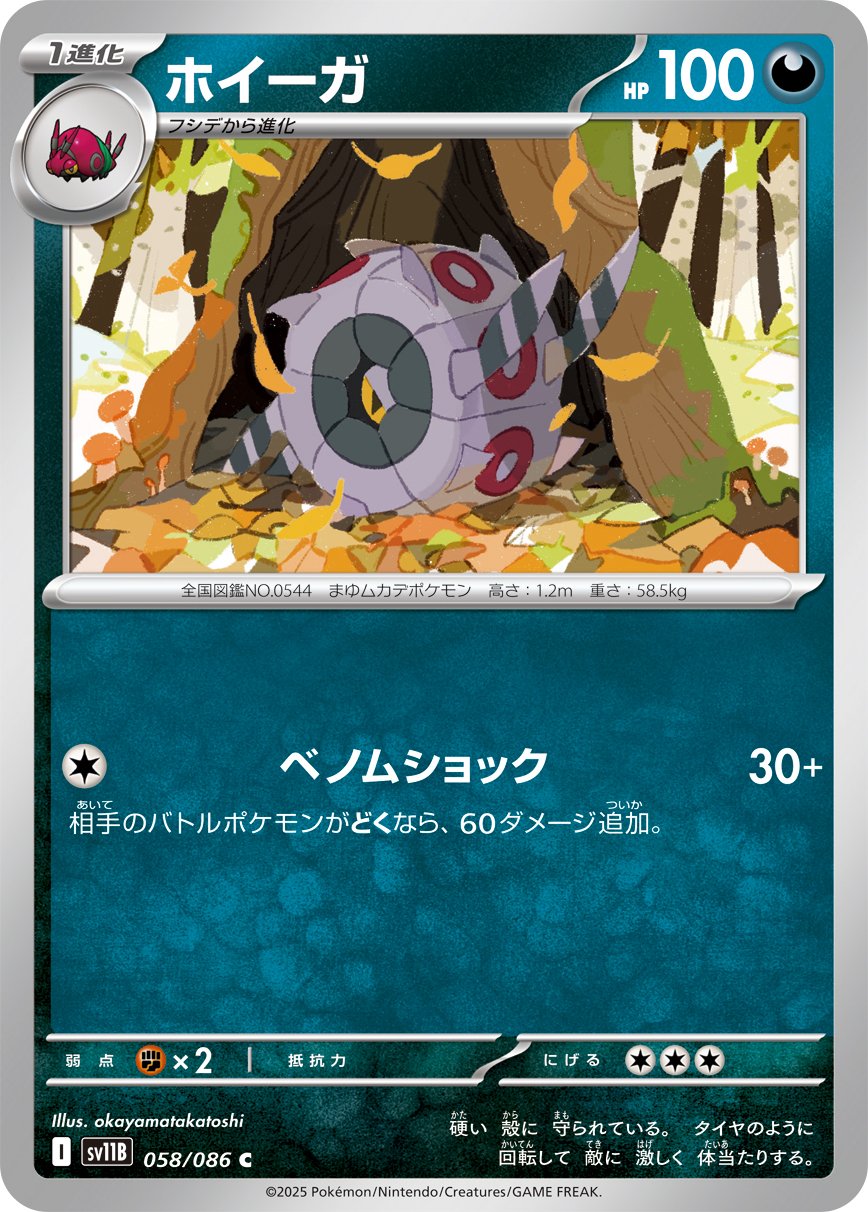 1進化
ホイーガ
HP 100
フシデから進化
全国図鑑NO.0544 まゆムカデポケモン 高さ:1.2m 重さ:58.5kg
ベノムショック 30+
相手のバトルポケモンがどくなら、60ダメージ追加。
弱点 ×2 抵抗力 にげる
Illus. okayamatakatoshi
I sv11B 058/086 C
硬い 殻に 守られている。 タイヤのように
回転して 敵に 激しく 体当たりする。
©2025 Pokémon/Nintendo/Creatures/GAME FREAK.